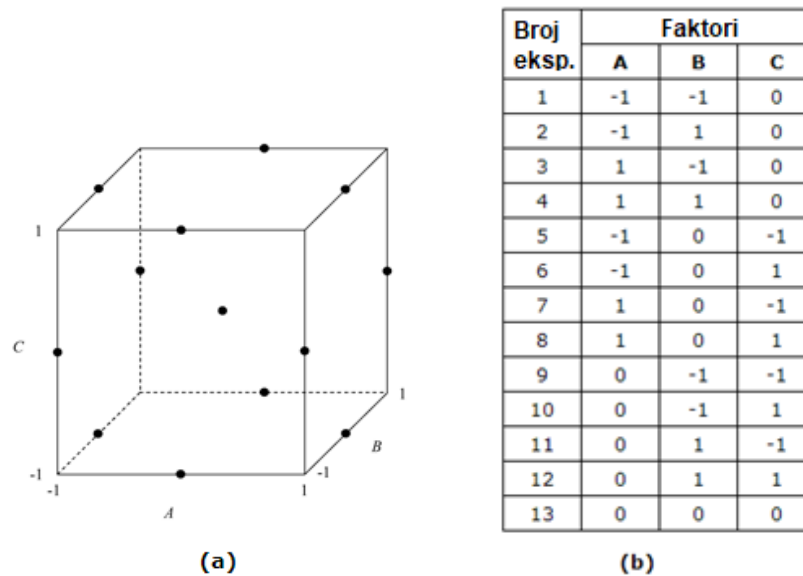 1
C
-1
-1
A
1
-1
B
1
(a)
Broj eksp. Faktori
A B C
1 -1 -1 0
2 -1 1 0
3 1 -1 0
4 1 1 0
5 -1 0 -1
6 -1 0 1
7 1 0 -1
8 1 0 1
9 0 -1 -1
10 0 -1 1
11 0 1 -1
12 0 1 1
13 0 0 0
(b)